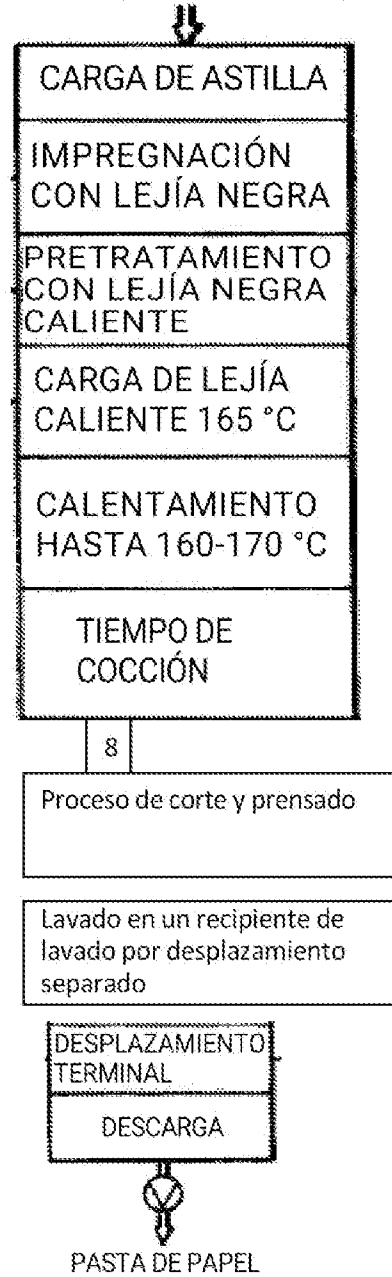 CARGA DE ASTILLA
IMPREGNACIÓN
CON LEJÍA NEGRA
PRETRATAMIENTO
CON LEJÍA NEGRA
CALIENTE
CARGA DE LEJÍA
CALIENTE 165 °C
CALENTAMIENTO
HASTA 160-170 °C
TIEMPO DE
COCCIÓN
8
Proceso de corte y prensado
Lavado en un recipiente de
lavado por desplazamiento
separado
DESPLAZAMIENTO
TERMINAL
DESCARGA
PASTA DE PAPEL